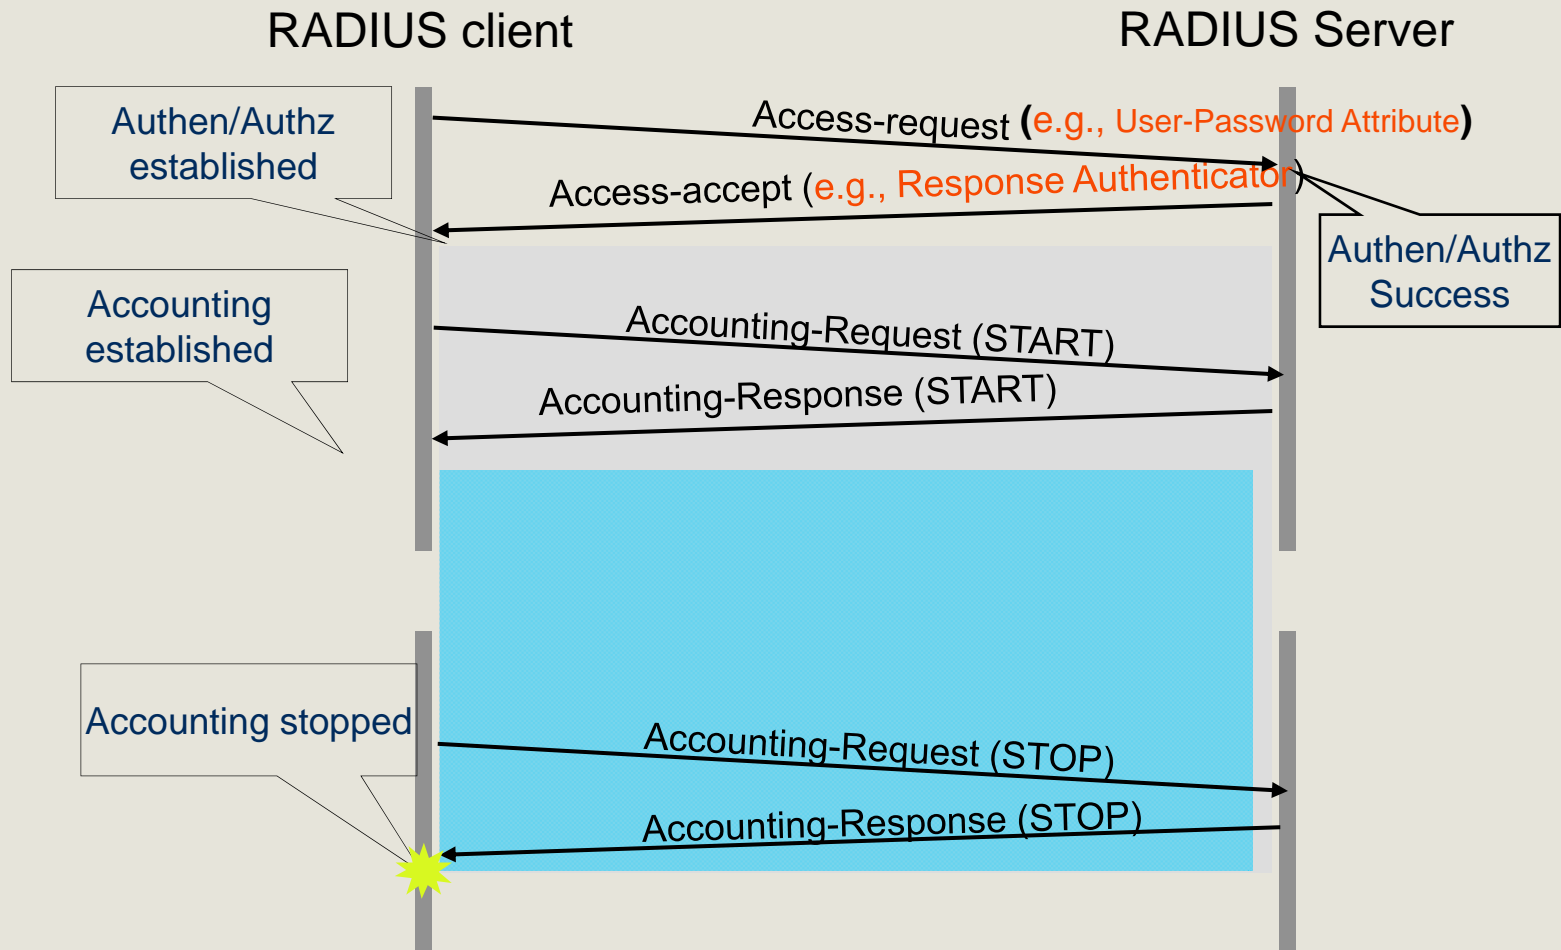 RADIUS client
RADIUS Server
Authen/Authz
established
Access-request (e.g., User-Password Attribute)
Access-accept (e.g., Response Authenticator)
Authen/Authz
Success
Accounting
established
Accounting-Request (START)
Accounting-Response (START)
Accounting stopped
Accounting-Request (STOP)
Accounting-Response (STOP)